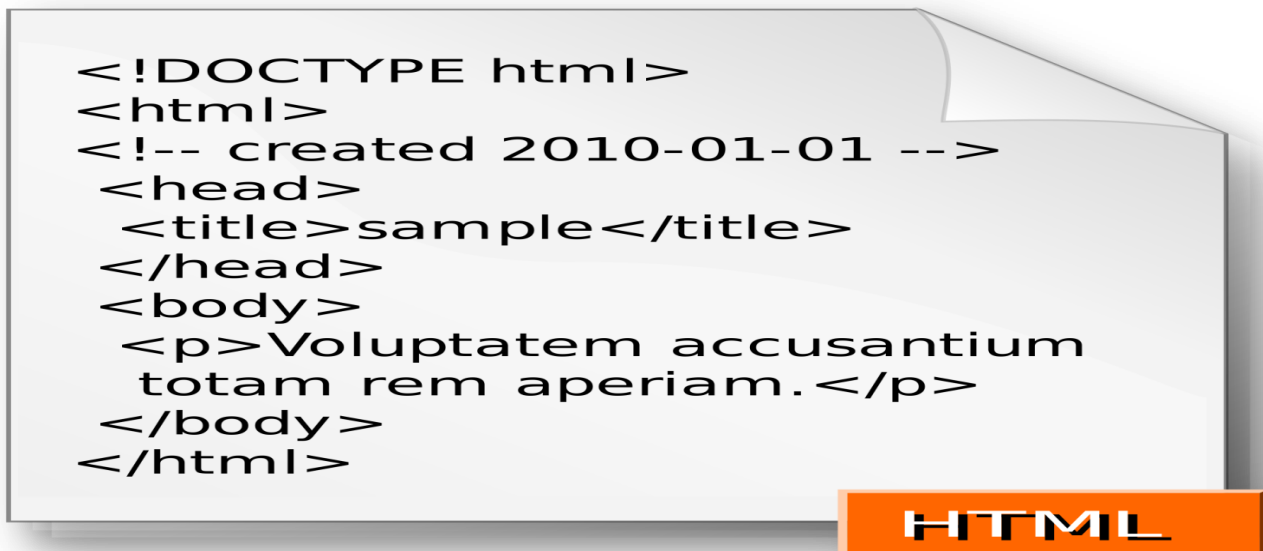 <!DOCTYPE html>
<html>
<!-- created 2010-01-01 -->
<head>
<title>sample</title>
</head>
<body>
<p>Voluptatem accusantium
totam rem aperiam.</p>
</body>
</html>
HTML